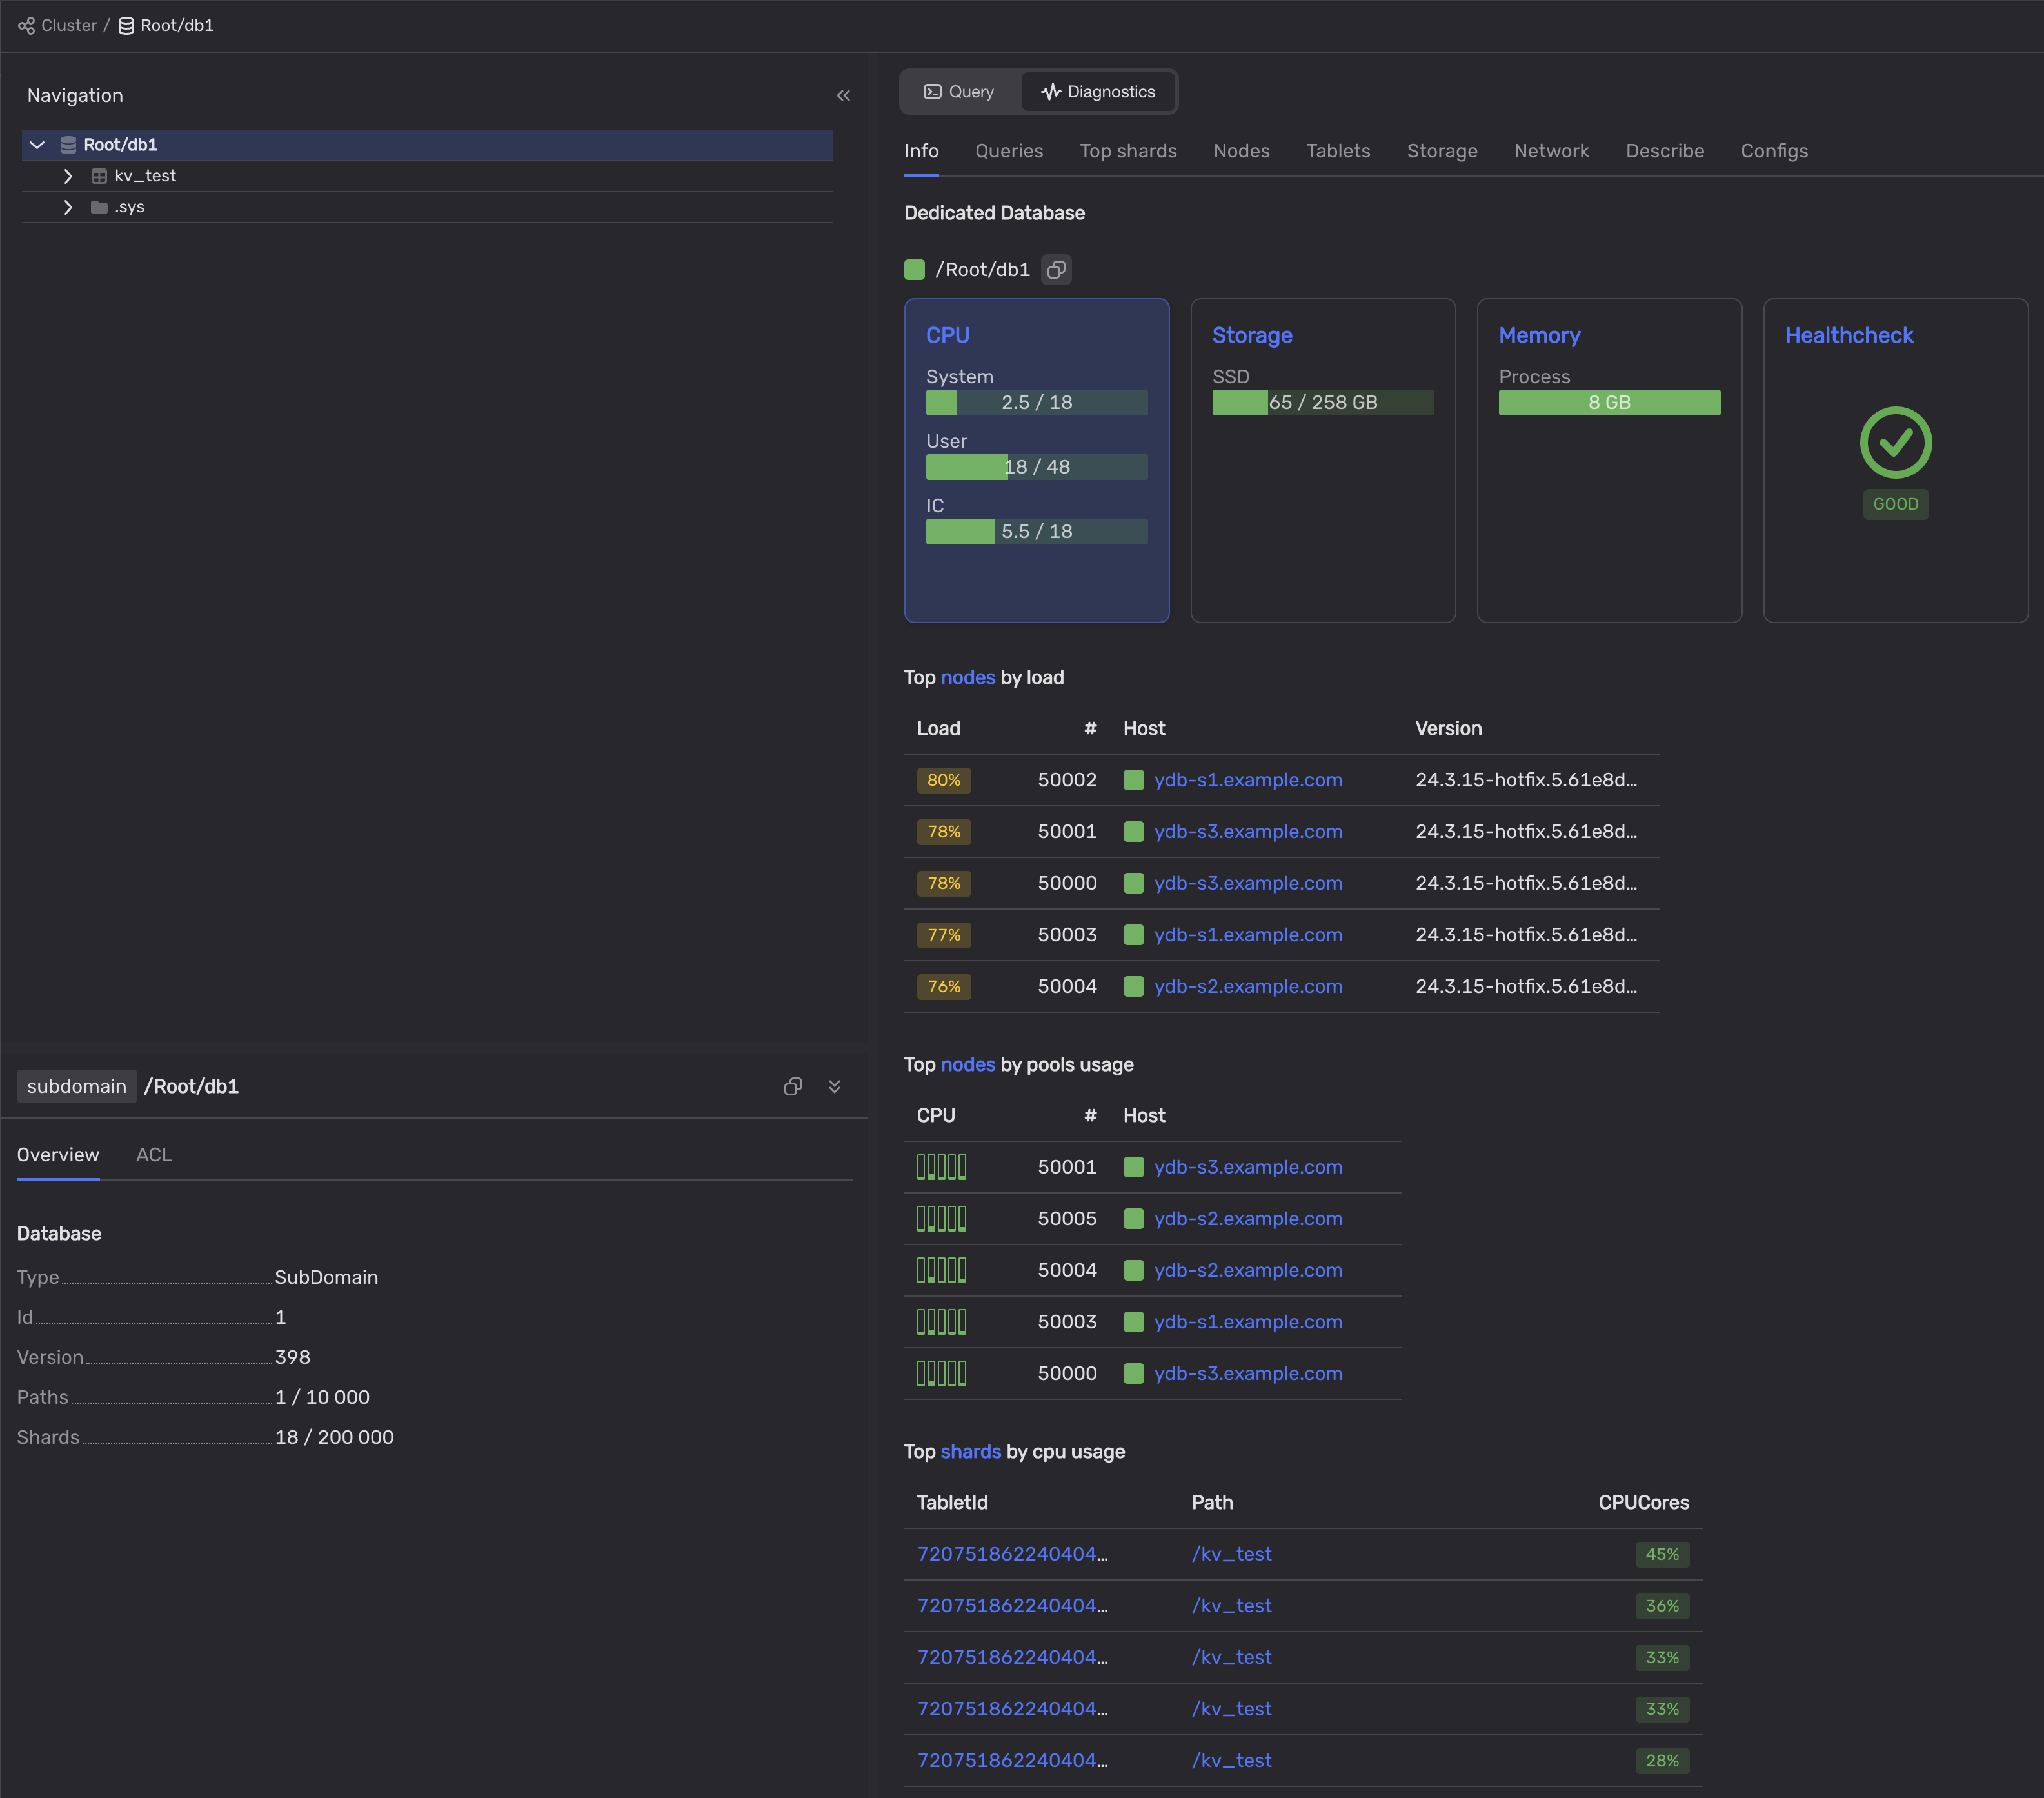 Cluster / Root/db1
Navigation
Root/db1
kv_test
.sys
subdomain /Root/db1
Overview ACL
Database
Type SubDomain
Id 1
Version 398
Paths 1 / 10 000
Shards 18 / 200 000
Query Diagnostics
Info Queries Top shards Nodes Tablets Storage Network Describe Configs
Dedicated Database
/Root/db1
CPU
System
2.5 / 18
User
18 / 48
IC
5.5 / 18
Storage
SSD
65 / 258 GB
Memory
Process
8 GB
Healthcheck
GOOD
Top nodes by load
Load # Host Version
80% 50002 ydb-s1.example.com 24.3.15-hotfix.5.61e8d…
78% 50001 ydb-s3.example.com 24.3.15-hotfix.5.61e8d…
78% 50000 ydb-s3.example.com 24.3.15-hotfix.5.61e8d…
77% 50003 ydb-s1.example.com 24.3.15-hotfix.5.61e8d…
76% 50004 ydb-s2.example.com 24.3.15-hotfix.5.61e8d…
Top nodes by pools usage
CPU # Host
50001 ydb-s3.example.com
50005 ydb-s2.example.com
50004 ydb-s2.example.com
50003 ydb-s1.example.com
50000 ydb-s3.example.com
Top shards by cpu usage
TabletId Path CPUCores
720751862240404… /kv_test 45%
720751862240404… /kv_test 36%
720751862240404… /kv_test 33%
720751862240404… /kv_test 33%
720751862240404… /kv_test 28%